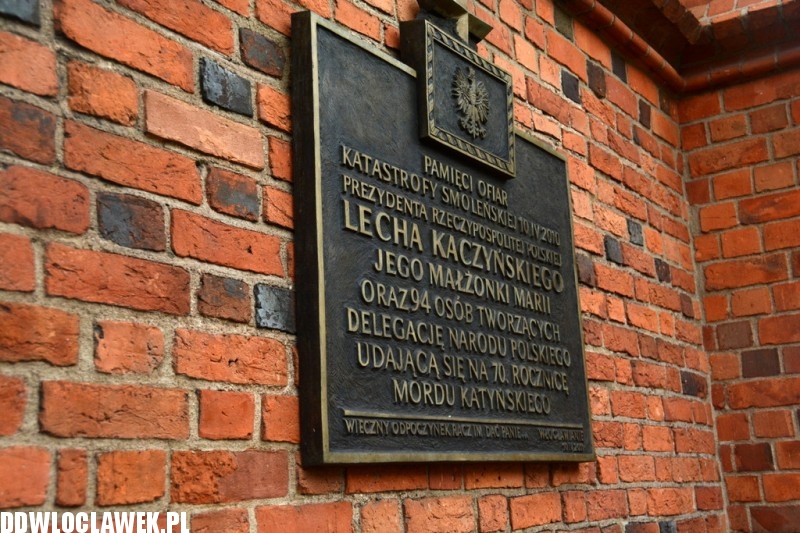 PAMIĘCI OFIAR
KATASTROFY SMOLEŃSKIEJ 10.IV.2010
PREZYDENTA RZECZYPOSPOLITEJ POLSKIEJ
LECHA KACZYŃSKIEGO
JEGO MAŁŻONKI MARII
ORAZ 94 OSÓB TWORZĄCYCH
DELEGACJĘ NARODU POLSKIEGO
UDAJĄCĄ SIĘ NA 70. ROCZNICĘ
MORDU KATYŃSKIEGO
WIECZNY ODPOCZYNEK RACZ IM DAĆ PANIE... WŁOCŁAWIANIE
DDWLOCLAWEK.PL